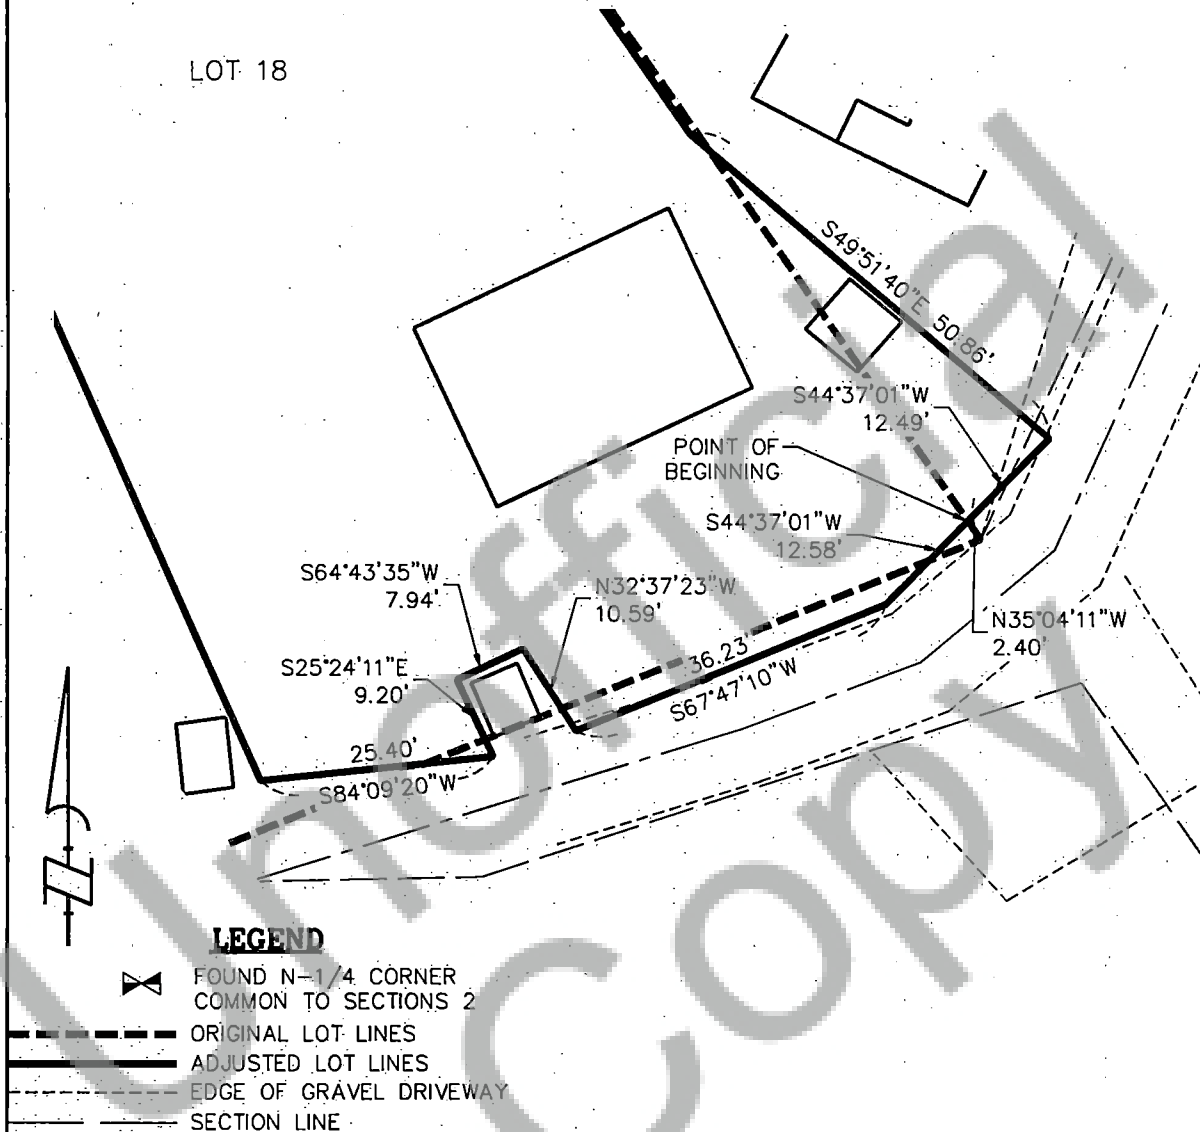 LOT 18
S49°51'40"E 50.86'
S44°37'01"W
12.49'
POINT OF
BEGINNING
S44°37'01"W
12.58'
S64°43'35"W
7.94'
N32°37'23"W
10.59'
N35°04'11"W
2.40'
S25°24'11"E
9.20'
36.23'
S67°47'10"W
25.40'
S84°09'20"W
LEGEND
FOUND N-1/4 CORNER
COMMON TO SECTIONS 2
ORIGINAL LOT LINES
ADJUSTED LOT LINES
EDGE OF GRAVEL DRIVEWAY
SECTION LINE
Unofficial
Copy